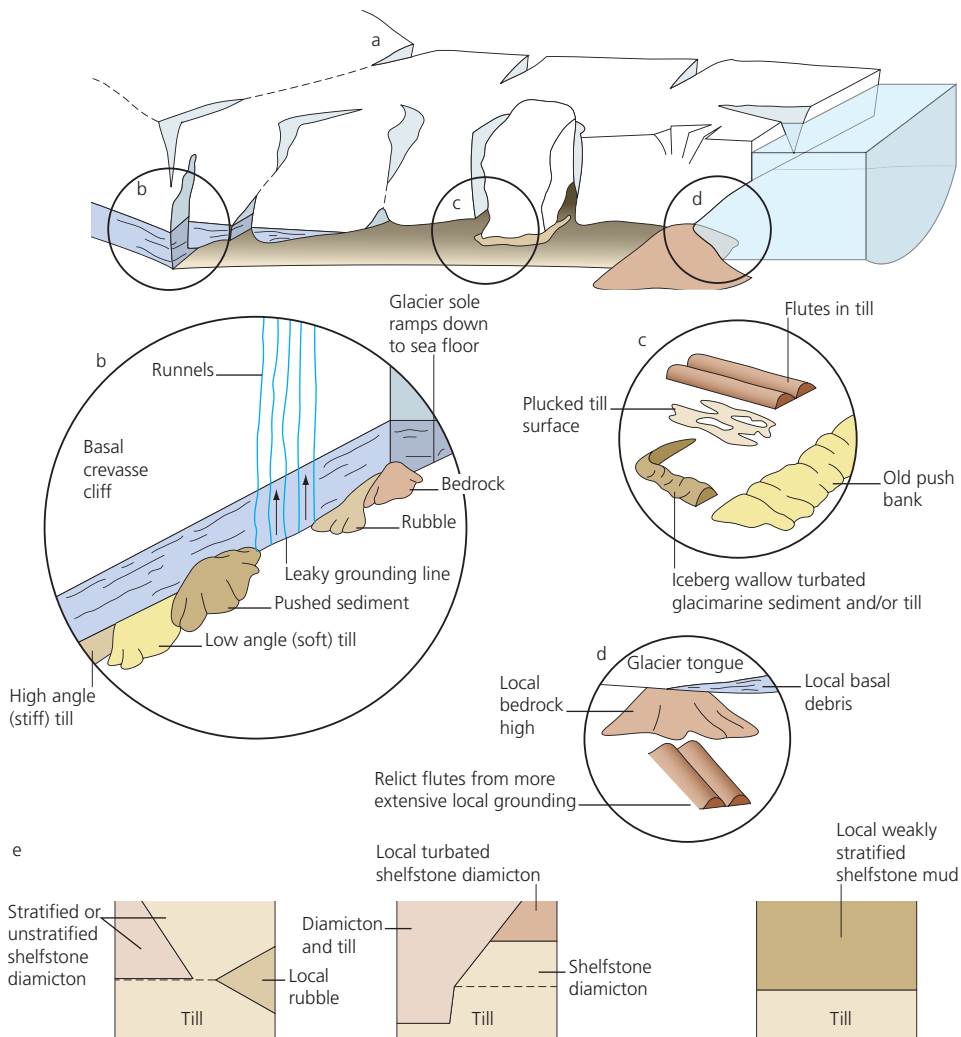 a
b
c
d
Glacier sole
ramps down
to sea floor
b
Runnels
Basal
crevasse
cliff
Bedrock
Rubble
Leaky grounding line
Pushed sediment
Low angle (soft) till
High angle
(stiff) till
Flutes in till
c
Plucked till
surface
Old push
bank
Iceberg wallow turbated
glacimarine sediment and/or till
d
Glacier tongue
Local
bedrock
high
Local basal
debris
Relict flutes from more
extensive local grounding
e
Stratified or
unstratified
shelfstone
diamicton
Local
rubble
Till
Local turbated
shelfstone diamicton
Diamicton
and till
Shelfstone
diamicton
Till
Local weakly
stratified
shelfstone mud
Till